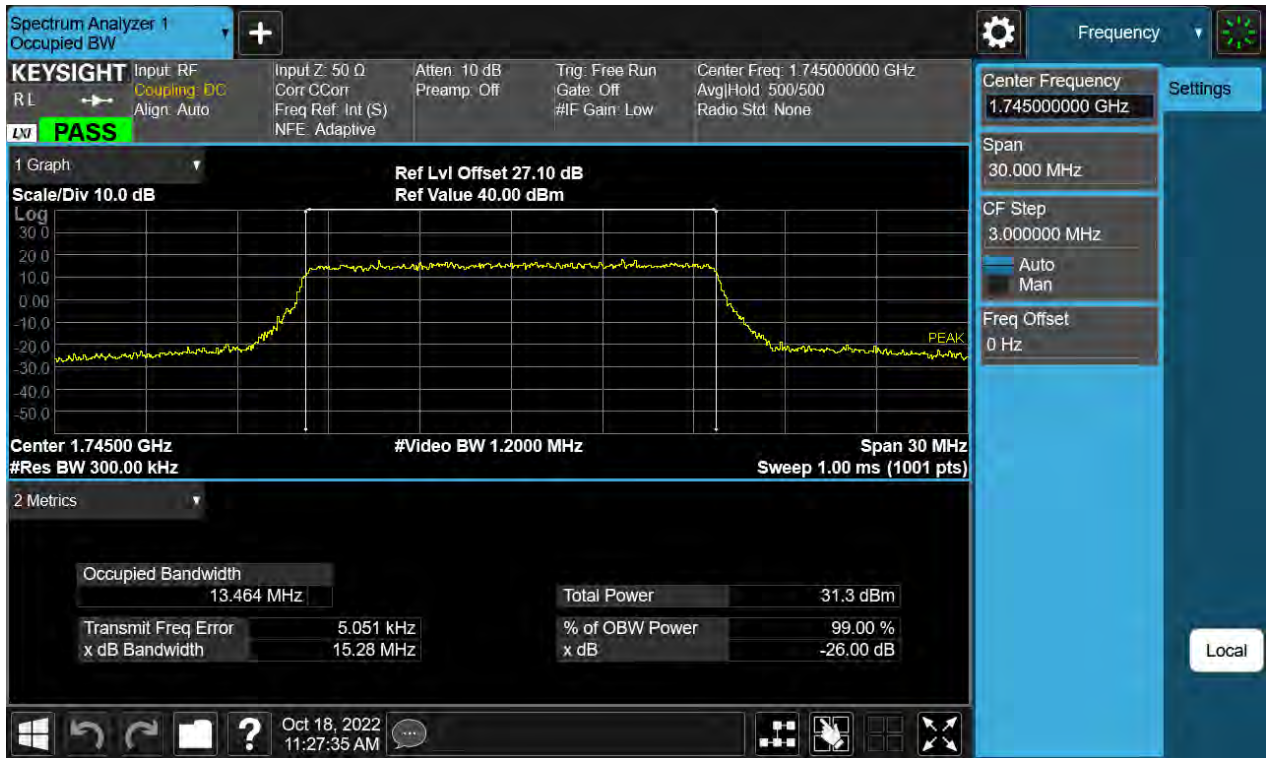 Spectrum Analyzer 1
Occupied BW
Frequency
KEYSIGHT
RL
LXI
PASS
Input: RF
Coupling: DC
Align: Auto
Input Z: 50 Ω
Corr CCorr
Freq Ref: Int (S)
NFE: Adaptive
Atten: 10 dB
Preamp: Off
Trig: Free Run
Gate: Off
#IF Gain: Low
Center Freq: 1.745000000 GHz
Avg|Hold: 500/500
Radio Std: None
1 Graph
Scale/Div 10.0 dB
Ref Lvl Offset 27.10 dB
Ref Value 40.00 dBm
Log
30.0
20.0
10.0
0.00
-10.0
-20.0
-30.0
-40.0
-50.0
PEAK
Center 1.74500 GHz
#Video BW 1.2000 MHz
Span 30 MHz
#Res BW 300.00 kHz
Sweep 1.00 ms (1001 pts)
2 Metrics
Occupied Bandwidth
13.464 MHz
Total Power 31.3 dBm
Transmit Freq Error 5.051 kHz
% of OBW Power 99.00 %
x dB Bandwidth 15.28 MHz
x dB -26.00 dB
Center Frequency
1.745000000 GHz
Settings
Span
30.000 MHz
CF Step
3.000000 MHz
Auto
Man
Freq Offset
0 Hz
Local
?
Oct 18, 2022
11:27:35 AM